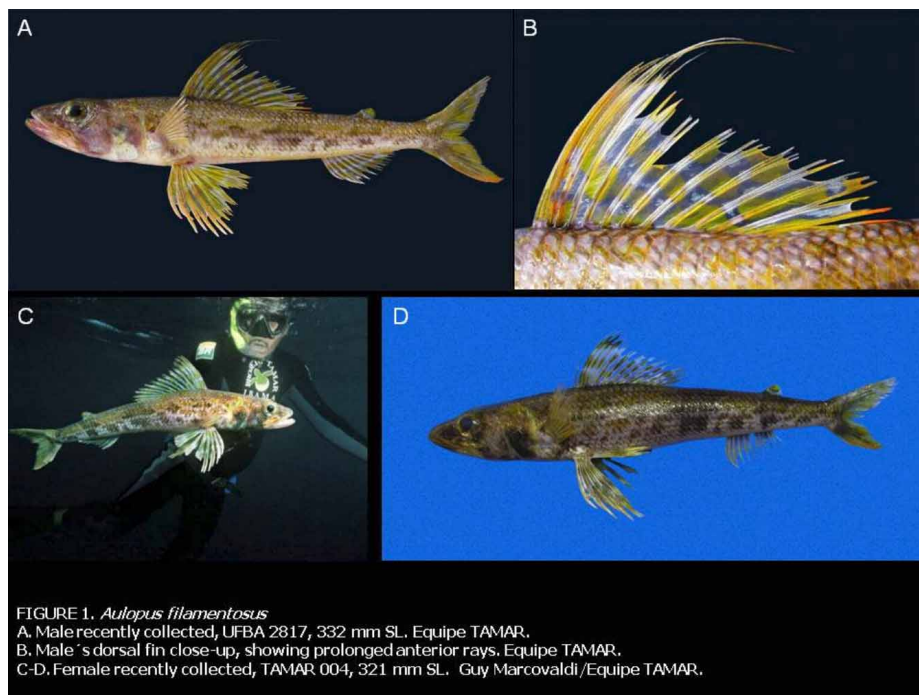 A
B
C
TAMAR
D
FIGURE 1. Aulopus filamentosus
A. Male recently collected, UFBA 2817, 332 mm SL. Equipe TAMAR.
B. Male´s dorsal fin close-up, showing prolonged anterior rays. Equipe TAMAR.
C-D. Female recently collected, TAMAR 004, 321 mm SL. Guy Marcovaldi/Equipe TAMAR.